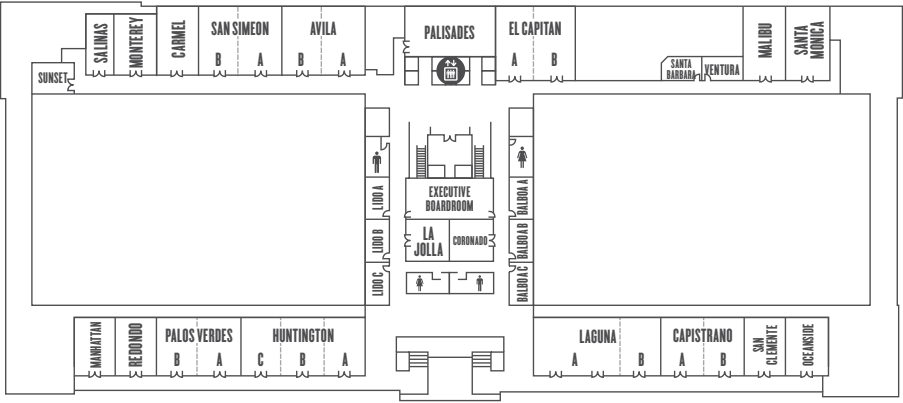 SALINAS
MONTEREY
CARMEL
SAN SIMEON
B
A
AVILA
B
A
PALISADES
EL CAPITAN
A
B
SANTA
BARBARA
VENTURA
MALIBU
SANTA
MONICA
SUNSET
LIDO A
LIDO B
LIDO C
EXECUTIVE
BOARDROOM
LA
JOLLA
CORONADO
BALBOA A
BALBOA B
BALBOA C
MANHATTAN
REDONDO
PALOS VERDES
B
A
HUNTINGTON
C
B
A
LAGUNA
A
B
CAPISTRANO
A
B
SAN
CLEMENTE
OCEANSIDE